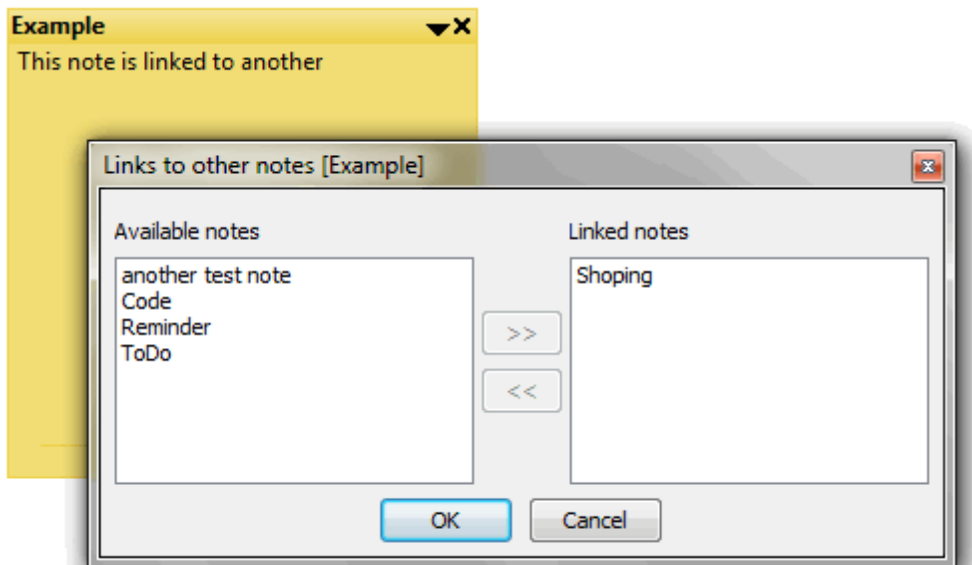 Example
This note is linked to another
Links to other notes [Example]
Available notes
another test note
Code
Reminder
ToDo
>>
<<
Linked notes
Shoping
OK
Cancel